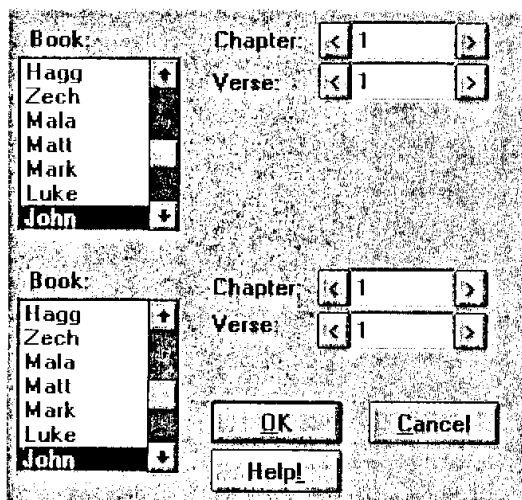 Book: Chapter: < 1 >
Hagg Verse: < 1 >
Zech
Mala
Matt
Mark
Luke
John
Book: Chapter: < 1 >
Hagg Verse: < 1 >
Zech
Mala
Matt
Mark OK Cancel
Luke
John Help!